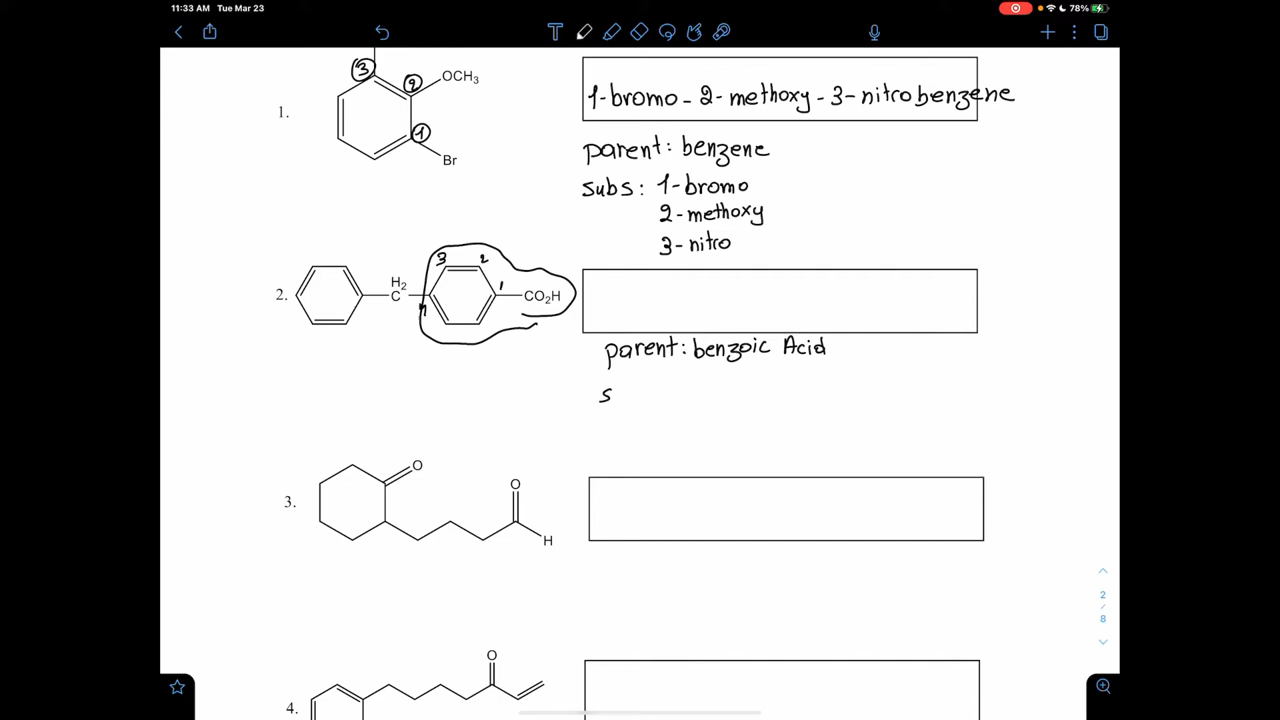 11:33 AM Tue Mar 23
78%
3
2
OCH3
1
Br
1.
1-bromo-2-methoxy-3-nitrobenzene
parent: benzene
subs: 1-bromo
2-methoxy
3-nitro
2.
H2
C
3
2
1
4
CO2H
parent: benzoic Acid
s
3.
O
O
H
2
/
8
4.
O